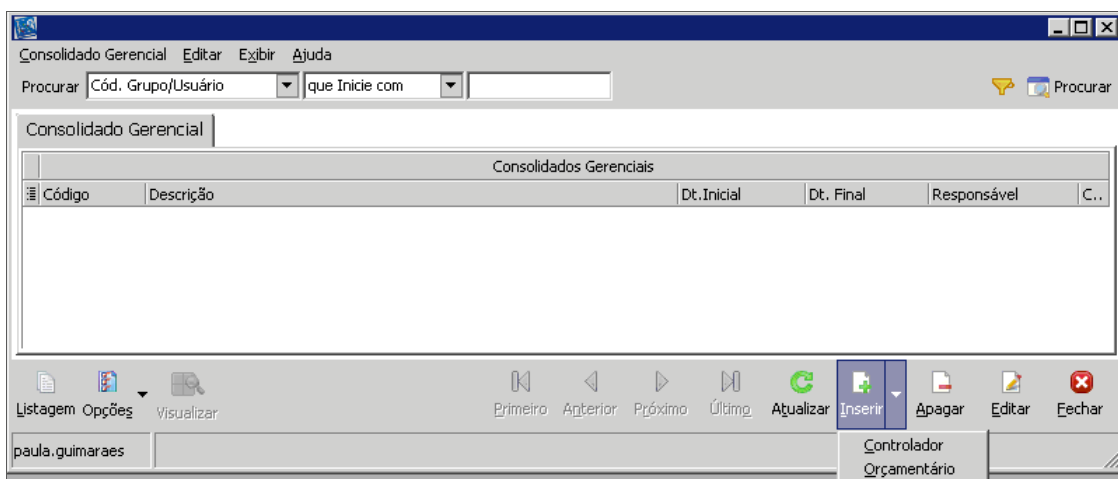 Consolidado Gerencial Editar Exibir Ajuda
Procurar Cód. Grupo/Usuário que Inicie com Procurar
Consolidado Gerencial
Consolidados Gerenciais
Código Descrição Dt.Inicial Dt. Final Responsável C..
Listagem Opções Visualizar Primeiro Anterior Próximo Último Atualizar Inserir Apagar Editar Fechar
paula.guimaraes
Controlador
Orçamentário